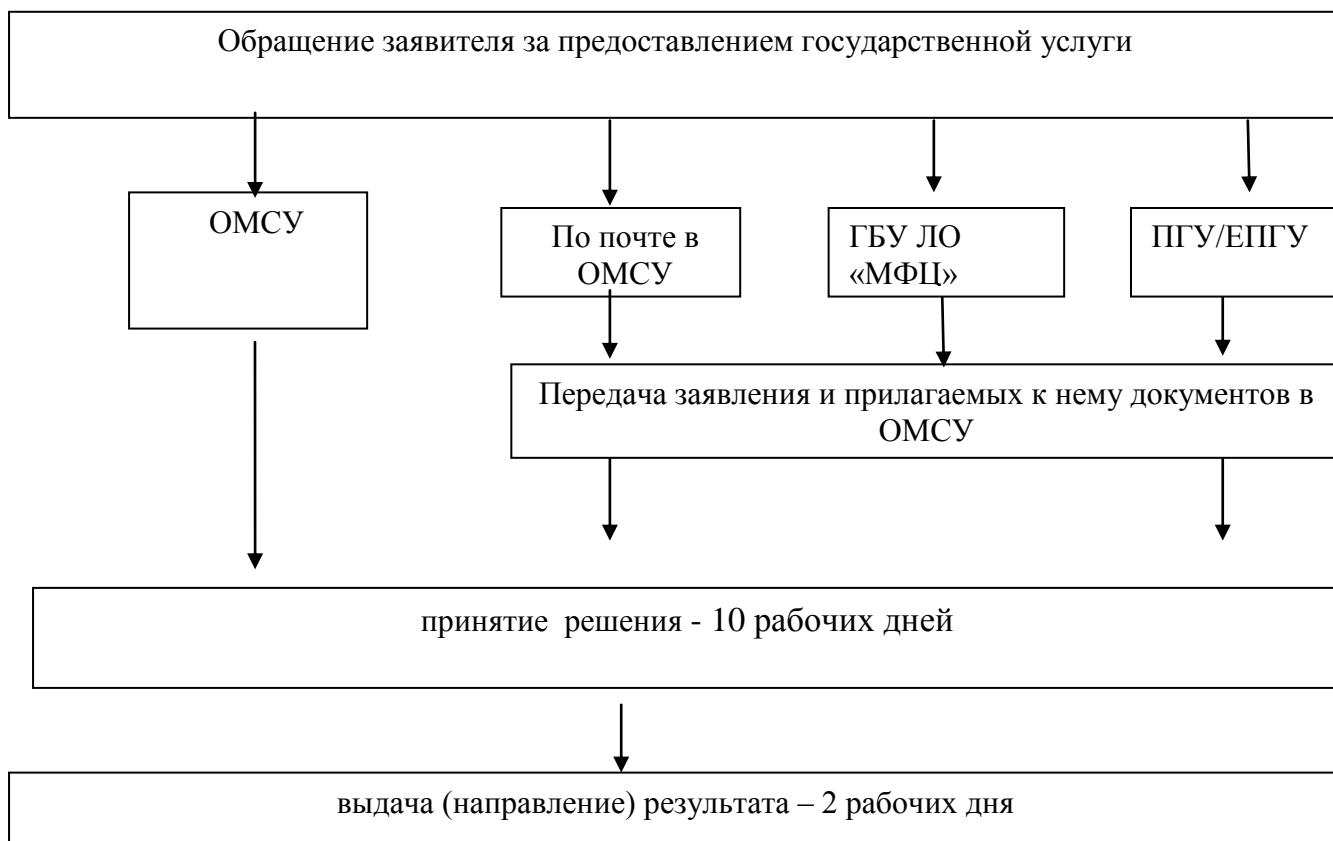 Обращение заявителя за предоставлением государственной услуги
ОМСУ
По почте в
ОМСУ
ГБУ ЛО
«МФЦ»
ПГУ/ЕПГУ
Передача заявления и прилагаемых к нему документов в
ОМСУ
принятие решения - 10 рабочих дней
выдача (направление) результата – 2 рабочих дня